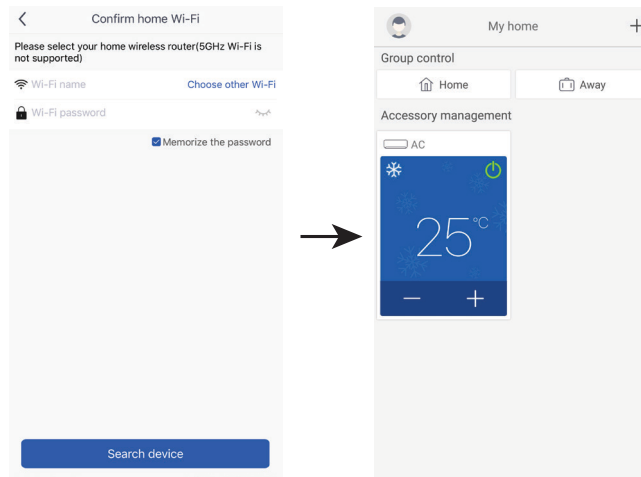 Confirm home Wi-Fi
Please select your home wireless router(5GHz Wi-Fi is
not supported)
Wi-Fi name
Choose other Wi-Fi
Wi-Fi password
Memorize the password
Search device
My home
Group control
Home
Away
Accessory management
AC
25°C